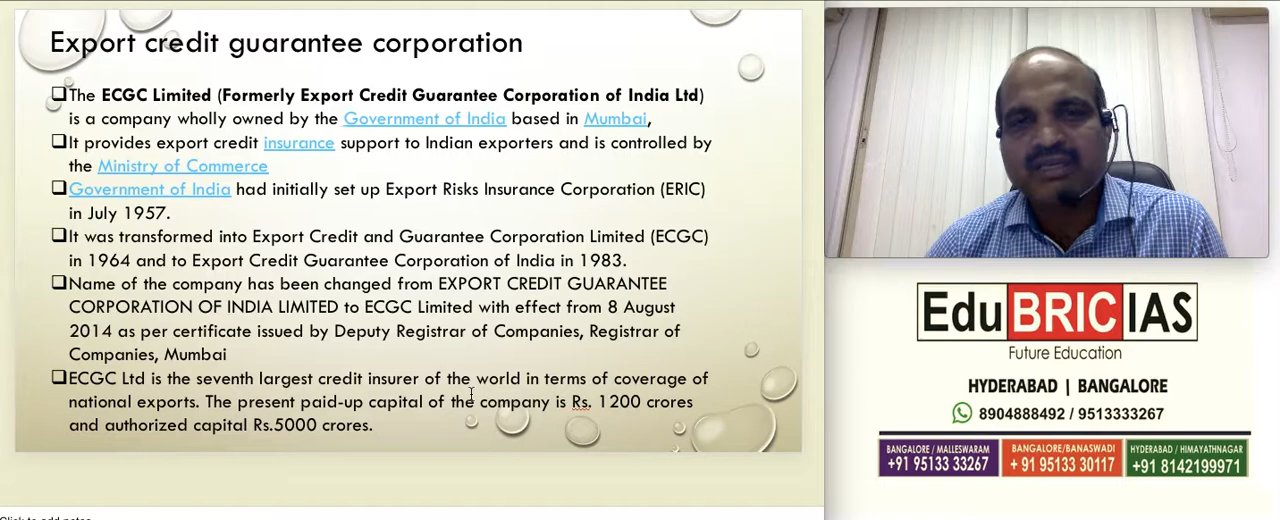 Export credit guarantee corporation
The ECGC Limited (Formerly Export Credit Guarantee Corporation of India Ltd)
is a company wholly owned by the Government of India based in Mumbai,
It provides export credit insurance support to Indian exporters and is controlled by
the Ministry of Commerce
Government of India had initially set up Export Risks Insurance Corporation (ERIC)
in July 1957.
It was transformed into Export Credit and Guarantee Corporation Limited (ECGC)
in 1964 and to Export Credit Guarantee Corporation of India in 1983.
Name of the company has been changed from EXPORT CREDIT GUARANTEE
CORPORATION OF INDIA LIMITED to ECGC Limited with effect from 8 August
2014 as per certificate issued by Deputy Registrar of Companies, Registrar of
Companies, Mumbai
ECGC Ltd is the seventh largest credit insurer of the world in terms of coverage of
national exports. The present paid-up capital of the company is Rs. 1200 crores
and authorized capital Rs.5000 crores.
Click to add notes
EduBRICIAS
Future Education
HYDERABAD | BANGALORE
8904888492 / 9513333267
BANGALORE / MALLESWARAM
+91 95133 33267
BANGALORE/BANASWADI
+ 91 95133 30117
HYDERABAD / HIMAYATHNAGAR
+91 8142199971